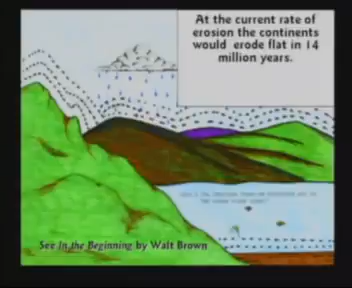 At the current rate of
erosion the continents
would erode flat in 14
million years.
See In the Beginning by Walt Brown